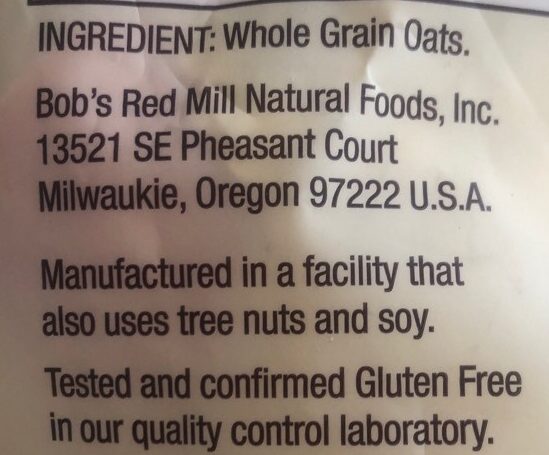 INGREDIENT: Whole Grain Oats.
Bob's Red Mill Natural Foods, Inc.
13521 SE Pheasant Court
Milwaukie, Oregon 97222 U.S.A.
Manufactured in a facility that
also uses tree nuts and soy.
Tested and confirmed Gluten Free
in our quality control laboratory.